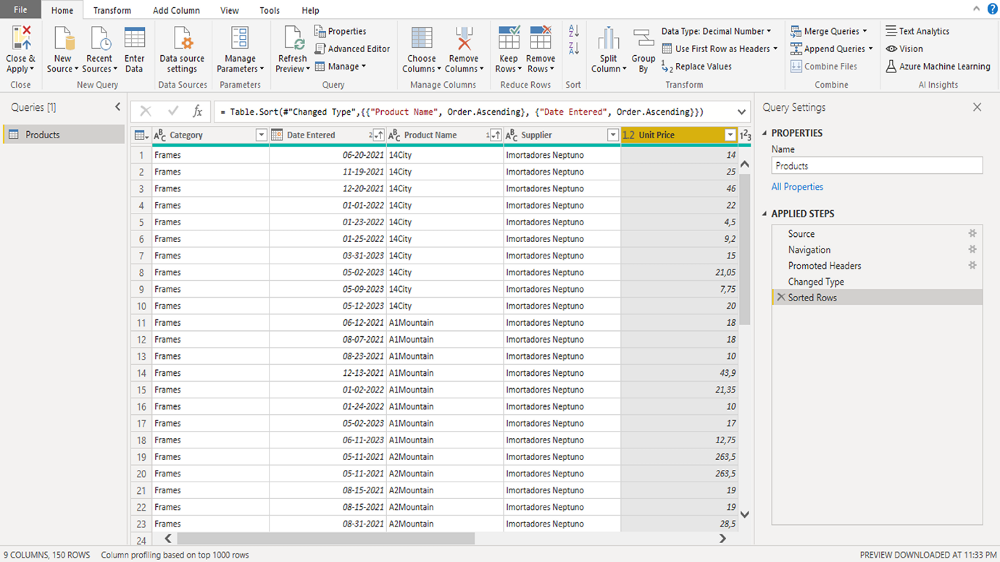 File Home Transform Add Column View Tools Help
Close & Apply
New Source
Recent Sources
Enter Data
Data source settings
Manage Parameters
Refresh Preview
Properties
Advanced Editor
Manage
Choose Columns
Remove Columns
Keep Rows
Remove Rows
Split Column
Group By
Data Type: Decimal Number
Use First Row as Headers
Replace Values
Merge Queries
Append Queries
Combine Files
Text Analytics
Vision
Azure Machine Learning
Close New Query Data Sources Parameters Query Manage Columns Reduce Rows Sort Transform Combine AI Insights
Queries [1]
Products
fx = Table.Sort(#"Changed Type",{{"Product Name", Order.Ascending}, {"Date Entered", Order.Ascending}})
ABC Category Date Entered 2 ABC Product Name 1 ABC Supplier 1.2 Unit Price 123
1 Frames 06-20-2021 14City Imortadores Neptuno 14
2 Frames 11-19-2021 14City Imortadores Neptuno 25
3 Frames 12-20-2021 14City Imortadores Neptuno 46
4 Frames 01-01-2022 14City Imortadores Neptuno 22
5 Frames 01-23-2022 14City Imortadores Neptuno 4,5
6 Frames 01-25-2022 14City Imortadores Neptuno 9,2
7 Frames 03-31-2023 14City Imortadores Neptuno 15
8 Frames 05-02-2023 14City Imortadores Neptuno 21,05
9 Frames 05-09-2023 14City Imortadores Neptuno 7,75
10 Frames 05-12-2023 14City Imortadores Neptuno 20
11 Frames 06-12-2021 A1Mountain Imortadores Neptuno 18
12 Frames 08-07-2021 A1Mountain Imortadores Neptuno 18
13 Frames 08-23-2021 A1Mountain Imortadores Neptuno 10
14 Frames 12-13-2021 A1Mountain Imortadores Neptuno 43,9
15 Frames 01-02-2022 A1Mountain Imortadores Neptuno 21,35
16 Frames 01-24-2022 A1Mountain Imortadores Neptuno 10
17 Frames 05-02-2023 A1Mountain Imortadores Neptuno 17
18 Frames 06-11-2023 A1Mountain Imortadores Neptuno 12,75
19 Frames 05-11-2021 A2Mountain Imortadores Neptuno 263,5
20 Frames 05-11-2021 A2Mountain Imortadores Neptuno 263,5
21 Frames 08-15-2021 A2Mountain Imortadores Neptuno 19
22 Frames 08-15-2021 A2Mountain Imortadores Neptuno 19
23 Frames 08-31-2021 A2Mountain Imortadores Neptuno 28,5
24
Query Settings
PROPERTIES
Name
Products
All Properties
APPLIED STEPS
Source
Navigation
Promoted Headers
Changed Type
Sorted Rows
9 COLUMNS, 150 ROWS Column profiling based on top 1000 rows PREVIEW DOWNLOADED AT 11:33 PM